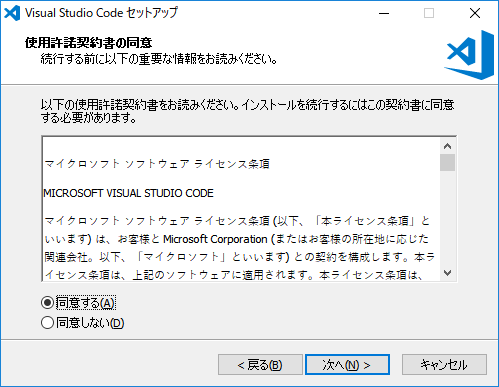 Visual Studio Code セットアップ
使用許諾契約書の同意
続行する前に以下の重要な情報をお読みください。
以下の使用許諾契約書をお読みください。インストールを続行するにはこの契約書に同意
する必要があります。
マイクロソフト ソフトウェア ライセンス条項
MICROSOFT VISUAL STUDIO CODE
マイクロソフト ソフトウェア ライセンス条項 (以下、「本ライセンス条項」と
いいます) は、お客様と Microsoft Corporation (またはお客様の所在地に応じた
関連会社。以下、「マイクロソフト」といいます) との契約を構成します。本ラ
イセンス条項は、上記のソフトウェアに適用されます。本ライセンス条項は、
同意する(A)
同意しない(D)
< 戻る(B)
次へ(N) >
キャンセル